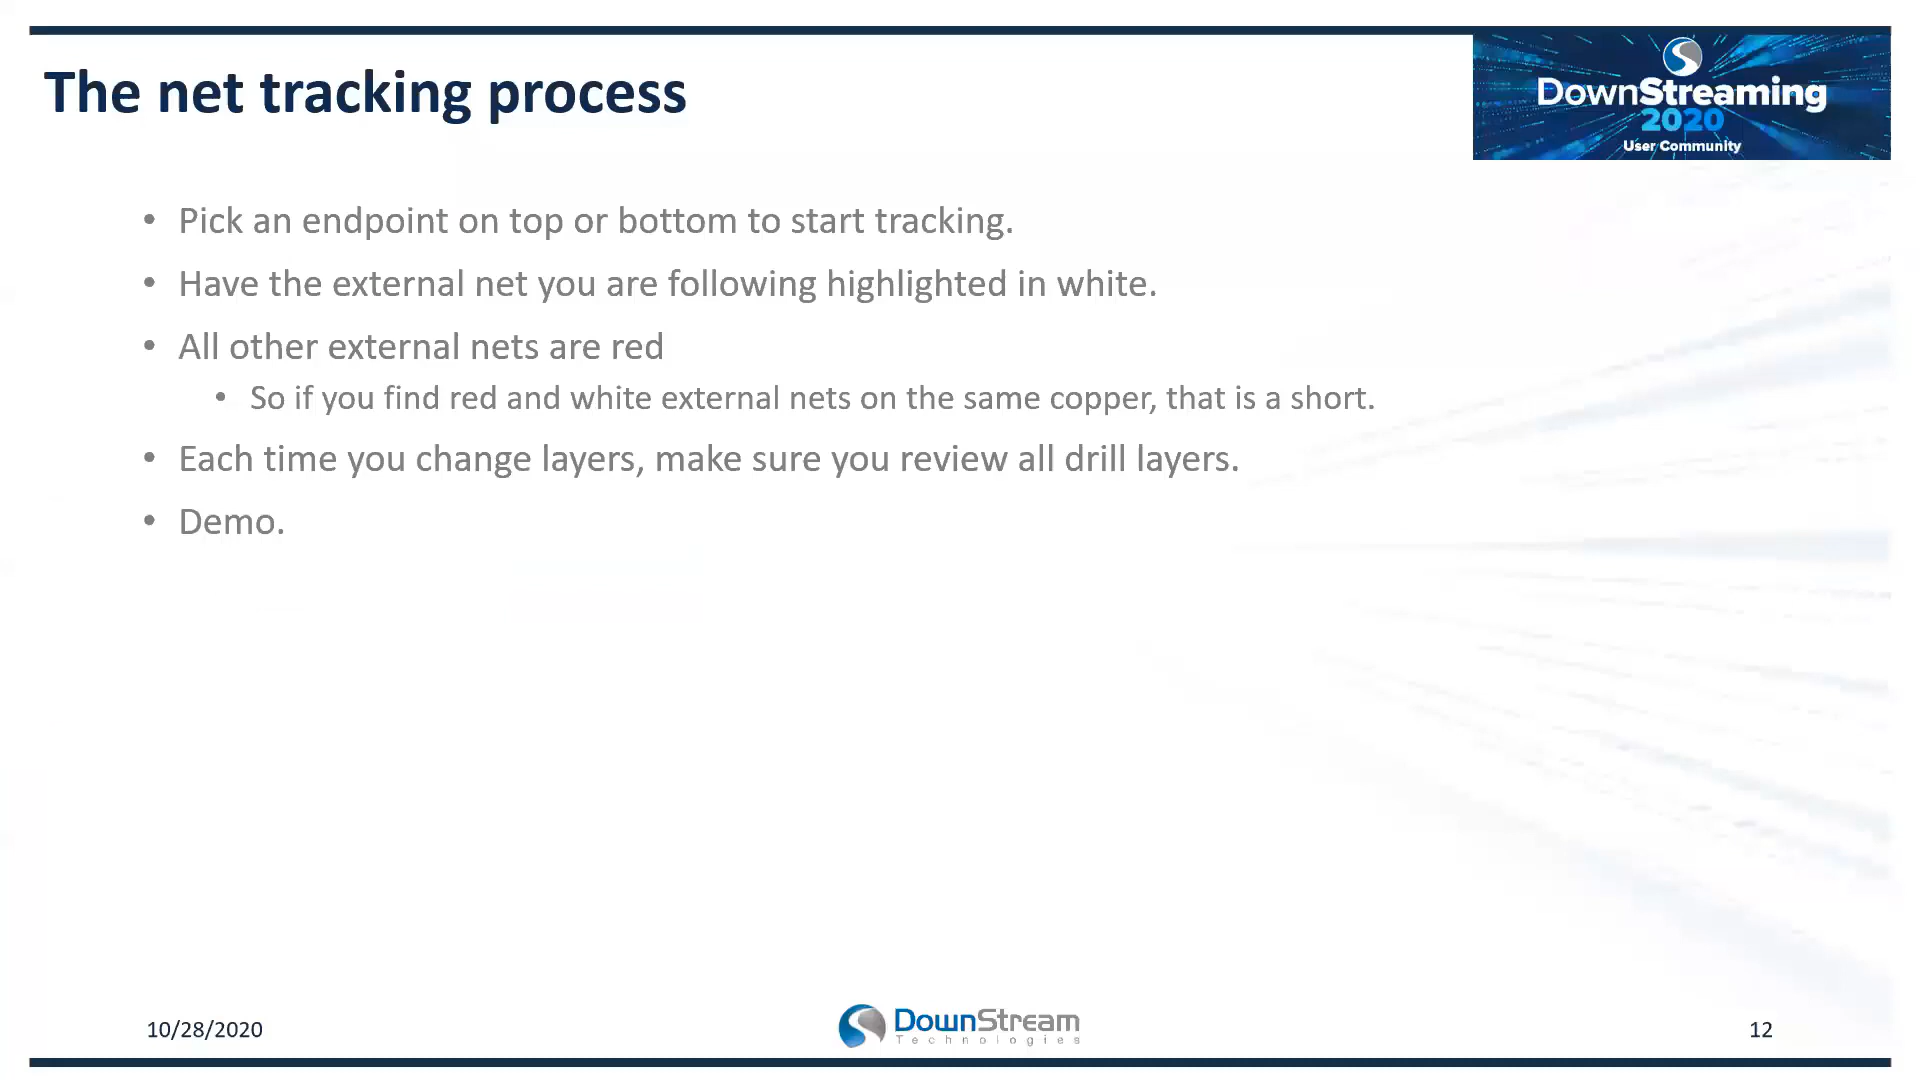 The net tracking process
DownStreaming
2020
User Community
• Pick an endpoint on top or bottom to start tracking.
• Have the external net you are following highlighted in white.
• All other external nets are red
• So if you find red and white external nets on the same copper, that is a short.
• Each time you change layers, make sure you review all drill layers.
• Demo.
10/28/2020
DownStream
Technologies
12